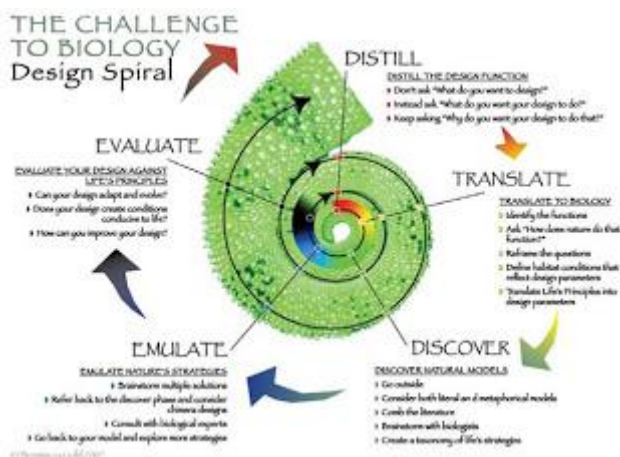 THE CHALLENGE
TO BIOLOGY
Design Spiral
DISTILL
DISTILL THE DESIGN FUNCTION
Don't ask "What do you want to design?"
Instead ask "What do you want your design to do?"
Keep asking "Why do you want your design to do that?"
TRANSLATE
TRANSLATE TO BIOLOGY
Identify the functions
Ask "How does nature do that
function?"
Reframe the questions
Define habitat conditions that
reflect design parameters
Translate Life's Principles into
design parameters
DISCOVER
DISCOVER NATURAL MODELS
Go outside
Consider both literal an d metaphorical models
Comb the literature
Brainstorm with biologists
Create a taxonomy of life's strategies
EMULATE
EMULATE NATURE'S STRATEGIES
Brainstorm multiple solutions
Refer back to the discover phase and consider
chimera designs
Consult with biological experts
Go back to your model and explore more strategies
EVALUATE
EVALUATE YOUR DESIGN AGAINST
LIFE'S PRINCIPLES
Can your design adapt and evolve?
Does your design create conditions
conducive to life?
How can you improve your design?